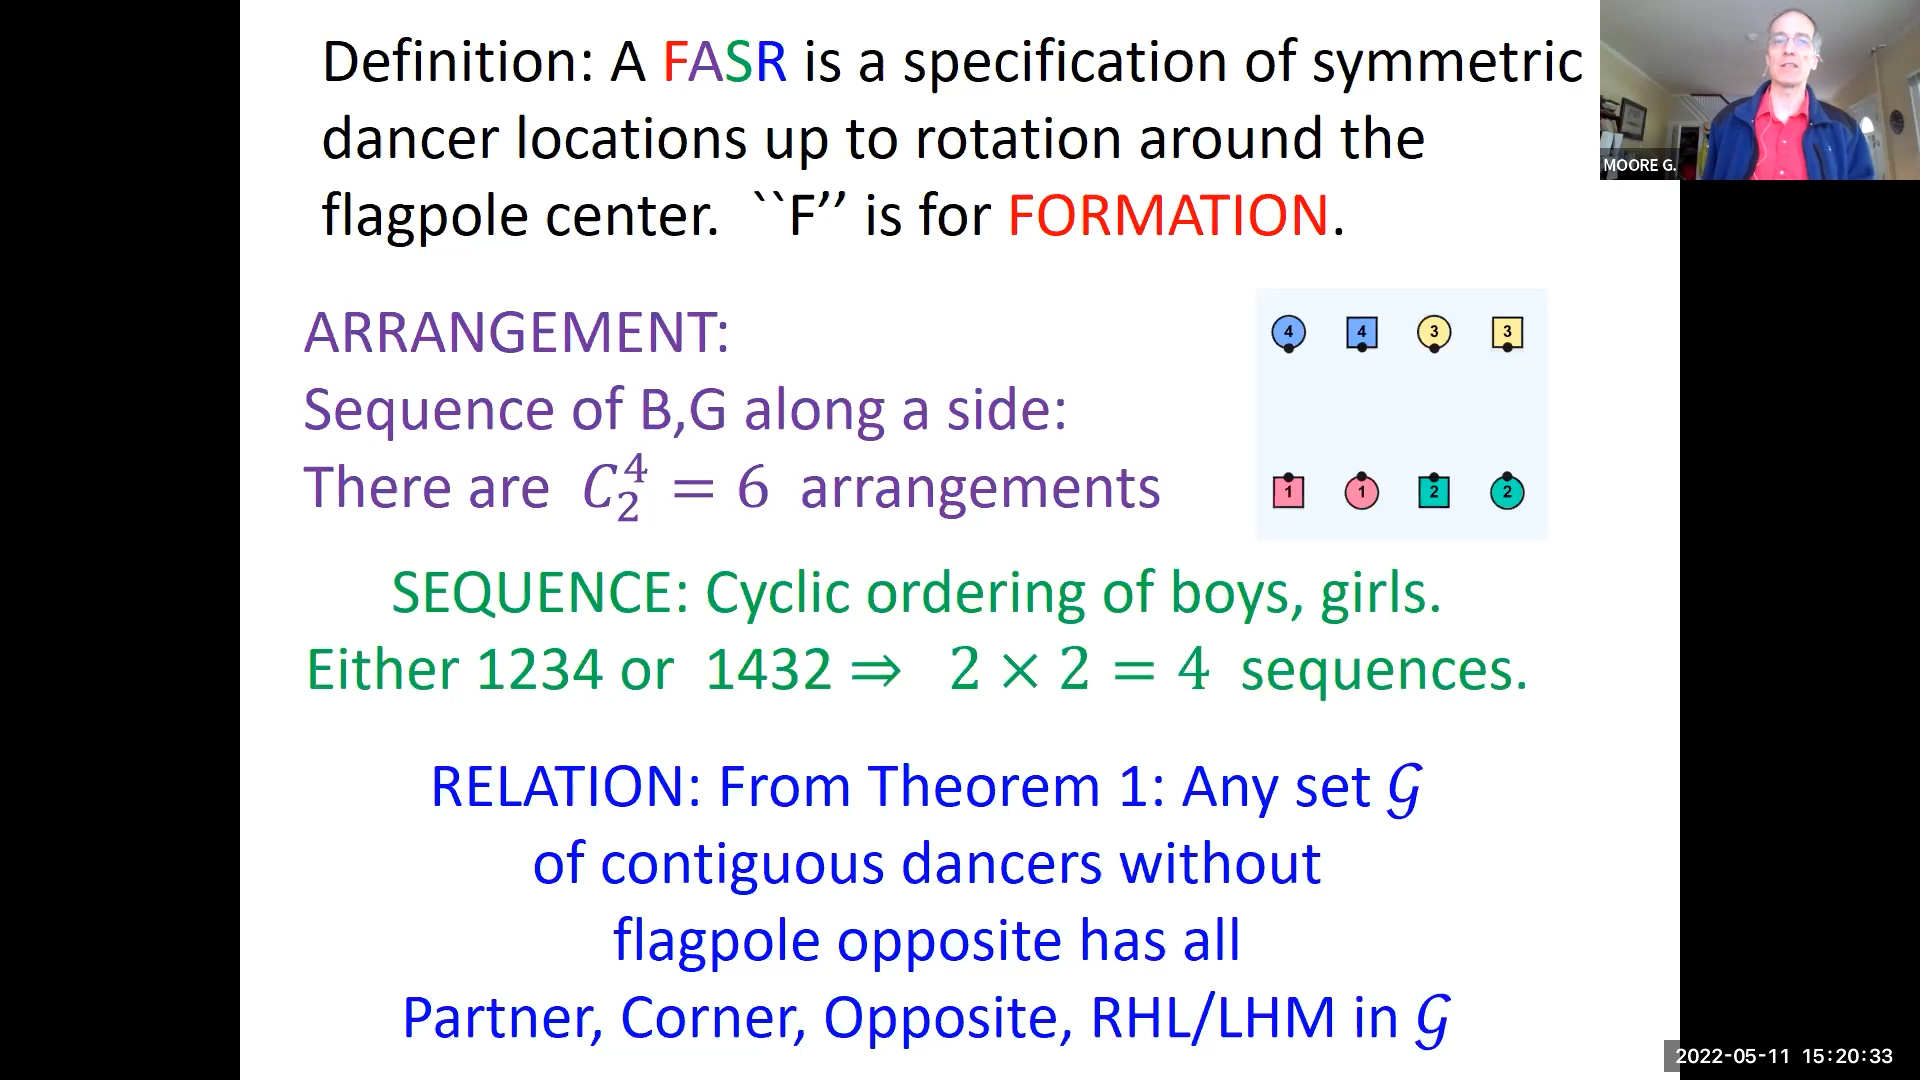 Definition: A FASR is a specification of symmetric
dancer locations up to rotation around the
flagpole center. ``F’’ is for FORMATION.
MOORE G.
ARRANGEMENT:
Sequence of B,G along a side:
There are C_2^4 = 6 arrangements
4 4 3 3
1 1 2 2
SEQUENCE: Cyclic ordering of boys, girls.
Either 1234 or 1432 ⇒ 2 × 2 = 4 sequences.
RELATION: From Theorem 1: Any set 𝒢
of contiguous dancers without
flagpole opposite has all
Partner, Corner, Opposite, RHL/LHM in 𝒢
2022-05-11 15:20:33